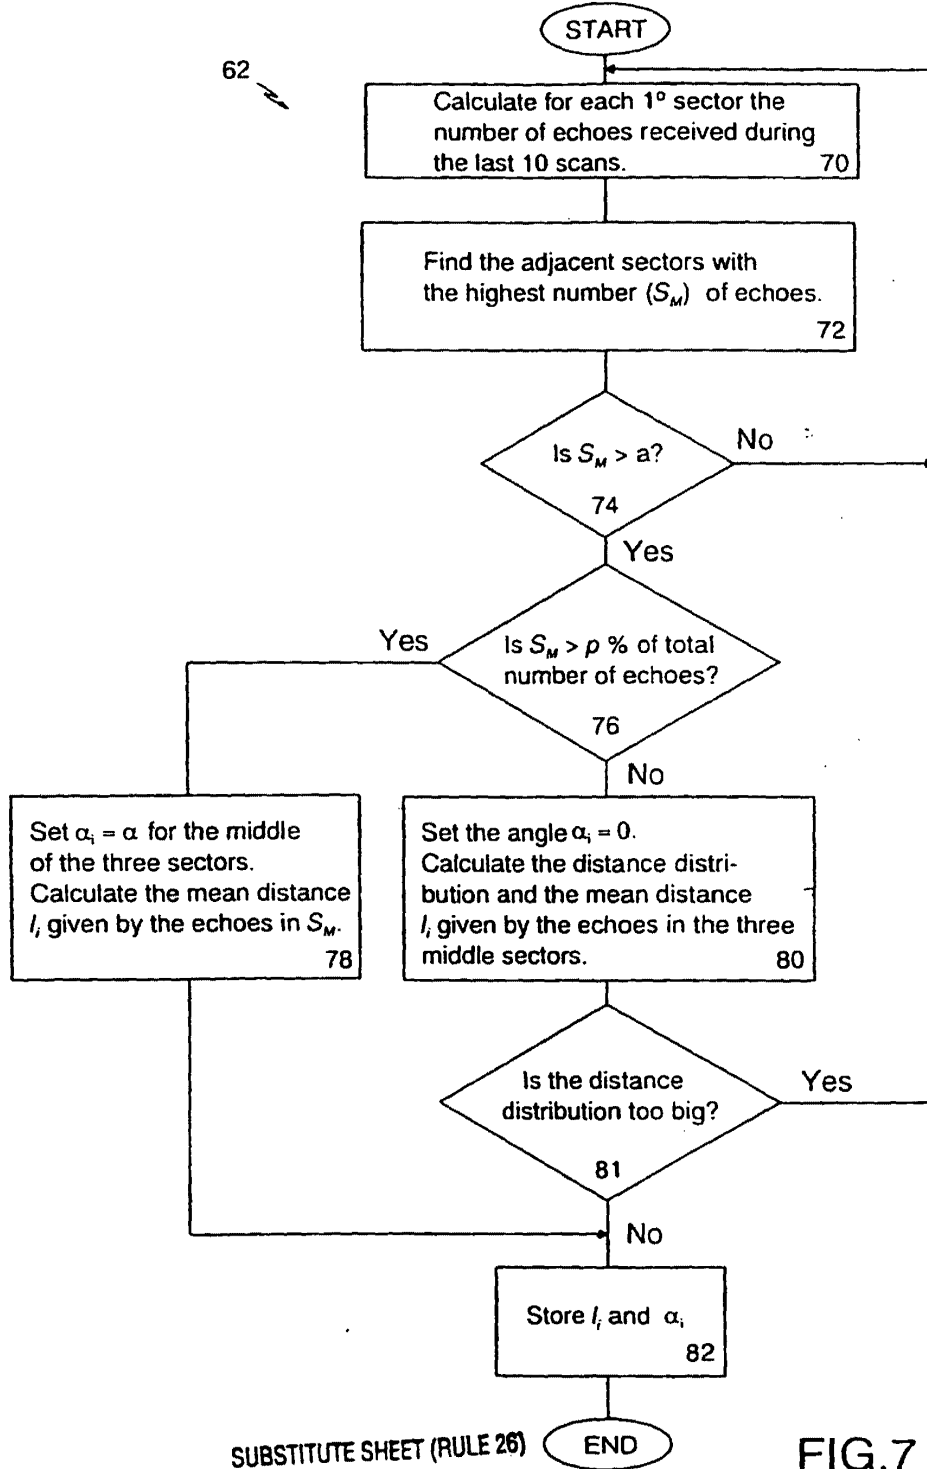 START
62
Calculate for each 1° sector the
number of echoes received during
the last 10 scans.
70
Find the adjacent sectors with
the highest number (S_M) of echoes.
72
Is S_M > a?
74
No
Yes
Is S_M > p % of total
number of echoes?
76
Yes
No
Set α_i = α for the middle
of the three sectors.
Calculate the mean distance
l_i given by the echoes in S_M.
78
Set the angle α_i = 0.
Calculate the distance distri-
bution and the mean distance
l_i given by the echoes in the three
middle sectors.
80
Is the distance
distribution too big?
81
Yes
No
Store l_i and α_i
82
END
SUBSTITUTE SHEET (RULE 26)
FIG.7